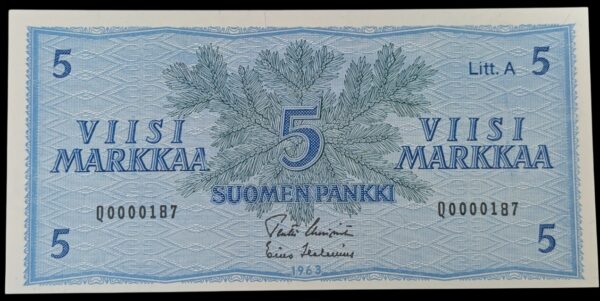 5
Litt. A 5
VIISI
MARKKAA
5
VIISI
MARKKAA
SUOMEN PANKKI
Q0000187
Q0000187
5
5
1963